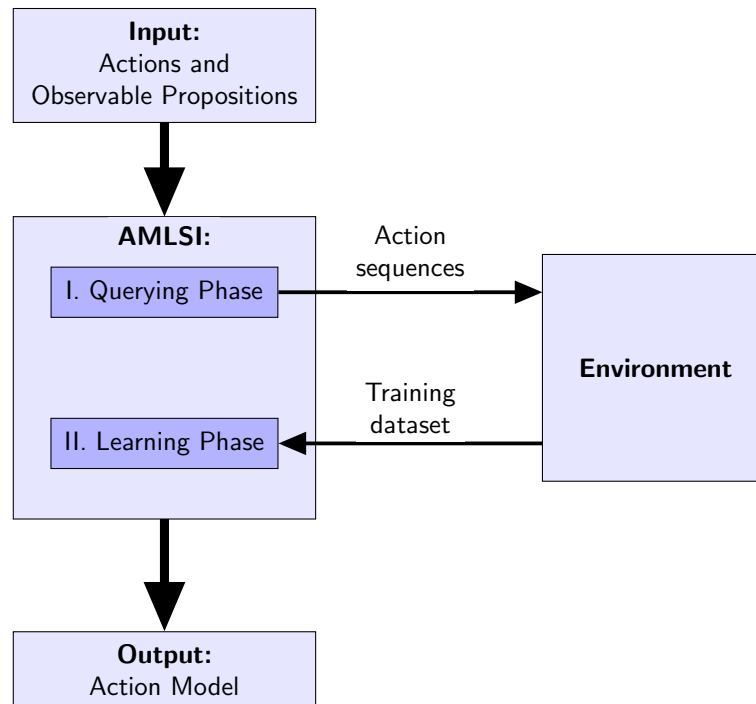 Input:
Actions and
Observable Propositions
AMLSI:
I. Querying Phase
Action
sequences
Environment
Training
dataset
II. Learning Phase
Output:
Action Model